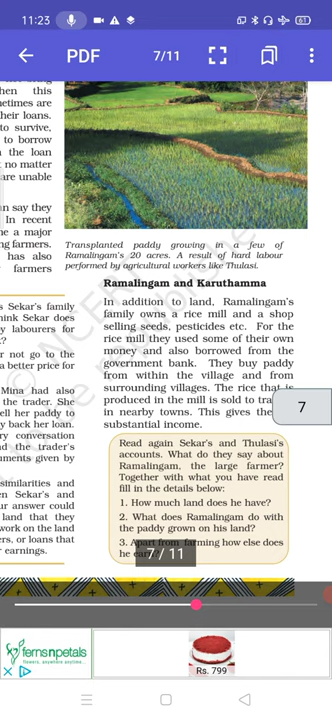 11:23
61
PDF
7/11
hen this
netimes are
heir loans.
to survive,
to borrow
the loan
no matter
are unable
n say they
In recent
ne a major
ng farmers.
has also
farmers
Transplanted paddy growing in a few of
Ramalingam's 20 acres. A result of hard labour
performed by agricultural workers like Thulasi.
s Sekar's family
hink Sekar does
y labourers for
?
r not go to the
a better price for
Mina had also
the trader. She
ell her paddy to
y back her loan.
ry conversation
nd the trader's
uments given by
similarities and
en Sekar's and
ur answer could
land that they
work on the land
ers, or loans that
earnings.
Ramalingam and Karuthamma
In addition to land, Ramalingam's
family owns a rice mill and a shop
selling seeds, pesticides etc. For the
rice mill they used some of their own
money and also borrowed from the
government bank. They buy paddy
from within the village and from
surrounding villages. The rice that is
produced in the mill is sold to tra
in nearby towns. This gives the
substantial income.
7
Read again Sekar's and Thulasi's
accounts. What do they say about
Ramalingam, the large farmer?
Together with what you have read
fill in the details below:
1. How much land does he have?
2. What does Ramalingam do with
the paddy grown on his land?
3. Apart from farming how else does
he
7 / 11
fernsnpetals
flowers, anywhere anytime...
Rs. 799